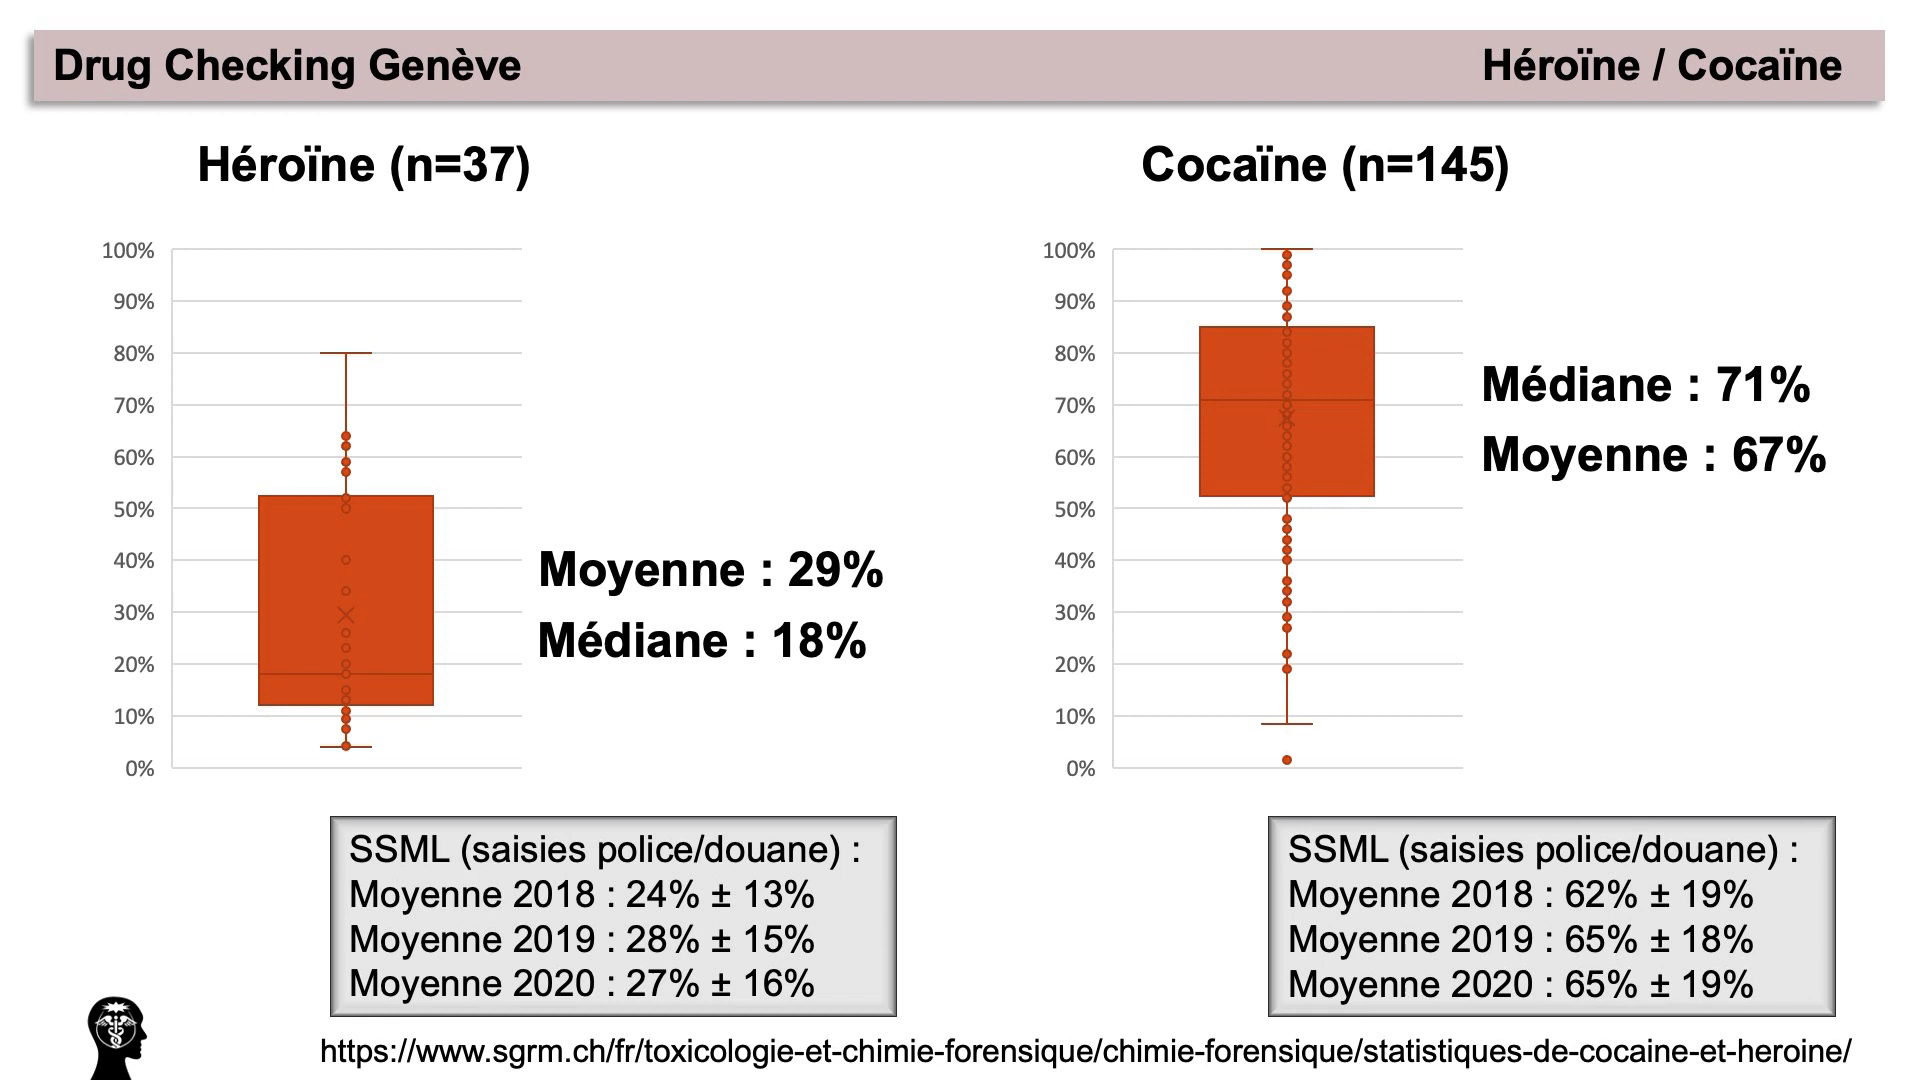 Drug Checking Genève
Héroïne / Cocaïne
Héroïne (n=37)
100%
90%
80%
70%
60%
50%
40%
30%
20%
10%
0%
Moyenne : 29%
Médiane : 18%
SSML (saisies police/douane) :
Moyenne 2018 : 24% ± 13%
Moyenne 2019 : 28% ± 15%
Moyenne 2020 : 27% ± 16%
Cocaïne (n=145)
100%
90%
80%
70%
60%
50%
40%
30%
20%
10%
0%
Médiane : 71%
Moyenne : 67%
SSML (saisies police/douane) :
Moyenne 2018 : 62% ± 19%
Moyenne 2019 : 65% ± 18%
Moyenne 2020 : 65% ± 19%
https://www.sgrm.ch/fr/toxicologie-et-chimie-forensique/chimie-forensique/statistiques-de-cocaine-et-heroine/